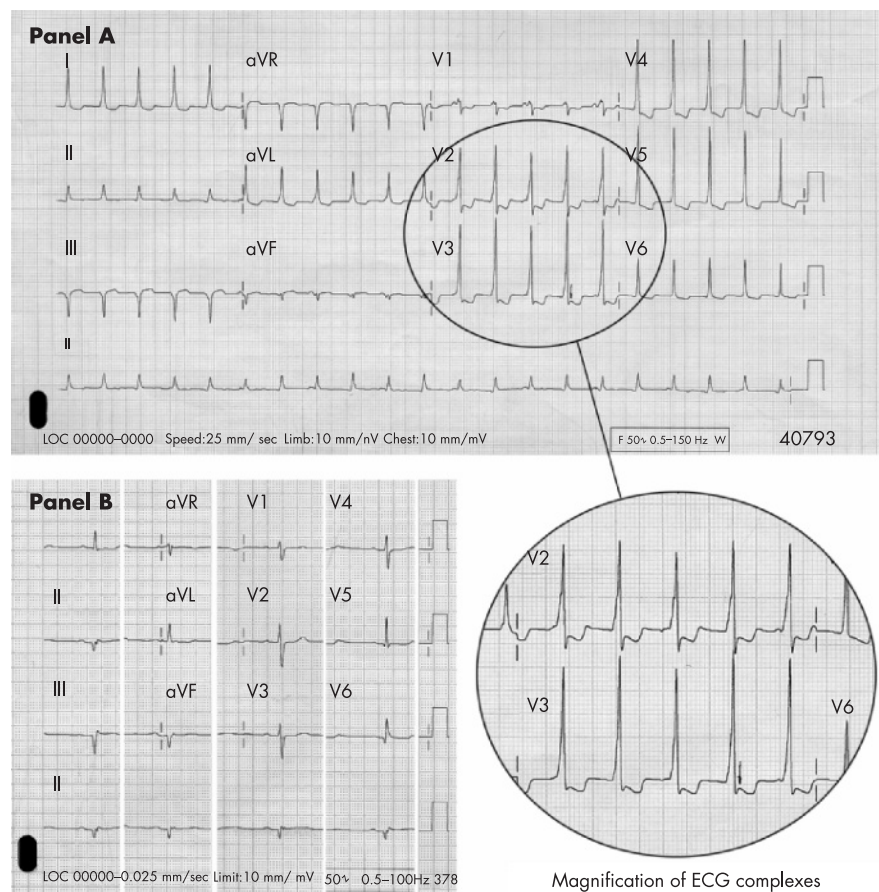 Panel A
I aVR V1 V4
II aVL V2 V5
III aVF V3 V6
II
LOC 00000–0000 Speed:25 mm/ sec Limb:10 mm/nV Chest:10 mm/mV F 50∿ 0.5–150 Hz W 40793
Panel B
aVR V1 V4
II aVL V2 V5
III aVF V3 V6
II
LOC 00000–0.025 mm/sec Limit:10 mm/ mV 50∿ 0.5–100Hz 378
V2
V3 V6
Magnification of ECG complexes